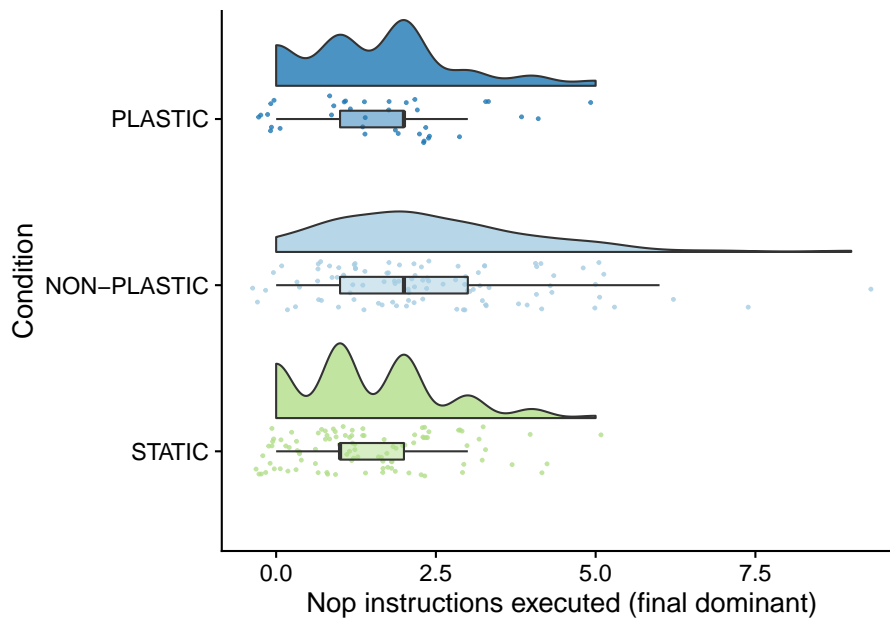 PLASTIC
NON−PLASTIC
STATIC
Condition
0.0 2.5 5.0 7.5
Nop instructions executed (final dominant)